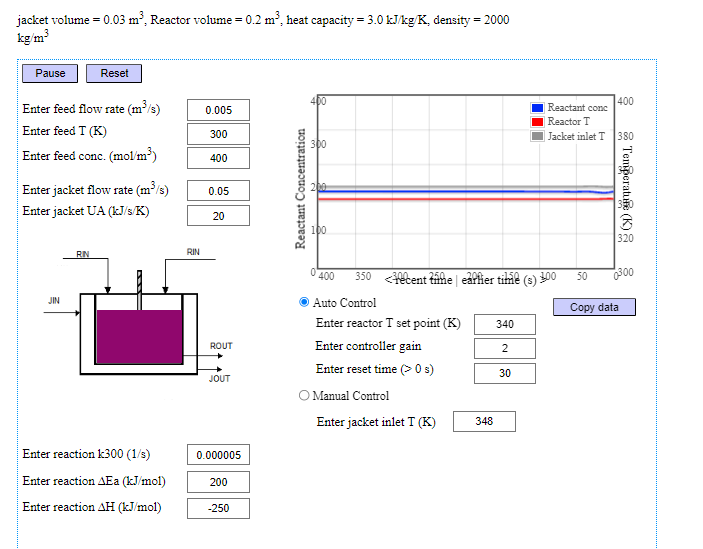 jacket volume = 0.03 m³, Reactor volume = 0.2 m³, heat capacity = 3.0 kJ/kg/K, density = 2000
kg/m³
Pause Reset
Enter feed flow rate (m³/s) 0.005
Enter feed T (K) 300
Enter feed conc. (mol/m³) 400
Enter jacket flow rate (m³/s) 0.05
Enter jacket UA (kJ/s/K) 20
Reactant Concentration
400
300
200
100
0
Reactant conc
Reactor T
Jacket inlet T
400
380
360
340
320
300
Temperature (K)
400 350 300 250 200 150 100 50 0
<recent time | earlier time (s) >
RIN
RIN
JIN
ROUT
JOUT
Auto Control
Copy data
Enter reactor T set point (K) 340
Enter controller gain 2
Enter reset time (> 0 s) 30
Manual Control
Enter jacket inlet T (K) 348
Enter reaction k300 (1/s) 0.000005
Enter reaction ΔEa (kJ/mol) 200
Enter reaction ΔH (kJ/mol) -250